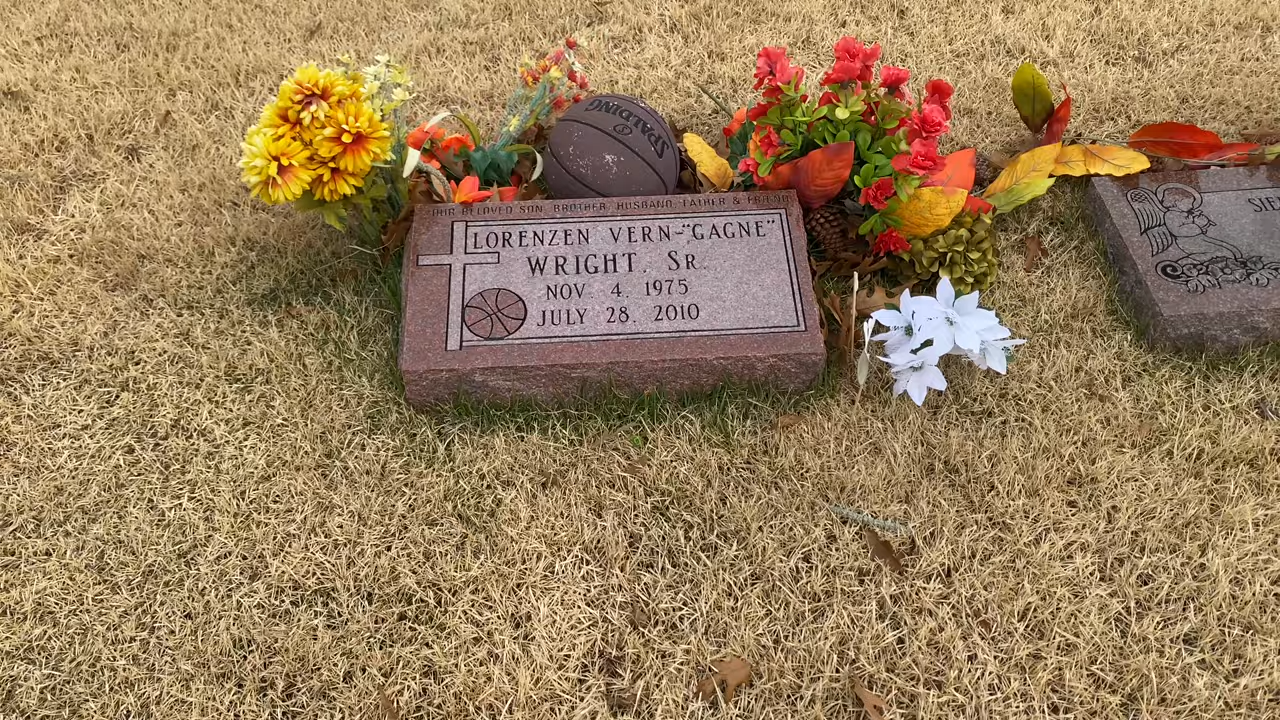 SPALDING
OUR BELOVED SON, BROTHER, HUSBAND, FATHER & FRIEND
LORENZEN VERN-"GAGNE"
WRIGHT, SR.
NOV. 4, 1975
JULY 28, 2010